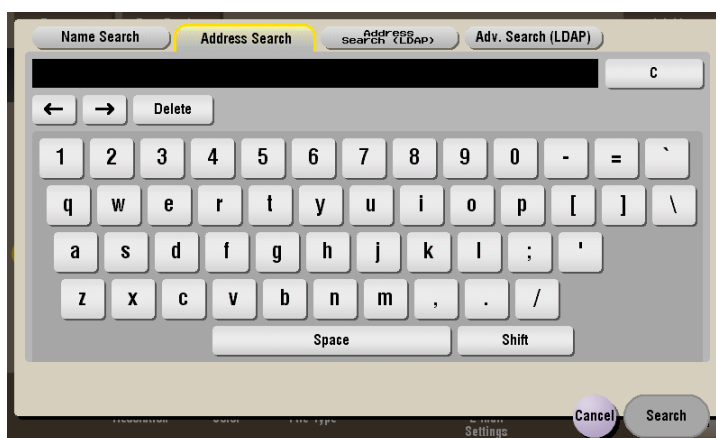 Name Search
Address Search
Address
Search (LDAP)
Adv. Search (LDAP)
C
← → Delete
1 2 3 4 5 6 7 8 9 0 - = `
q w e r t y u i o p [ ] \
a s d f g h j k l ; '
z x c v b n m , . /
Space Shift
Cancel Search
Settings